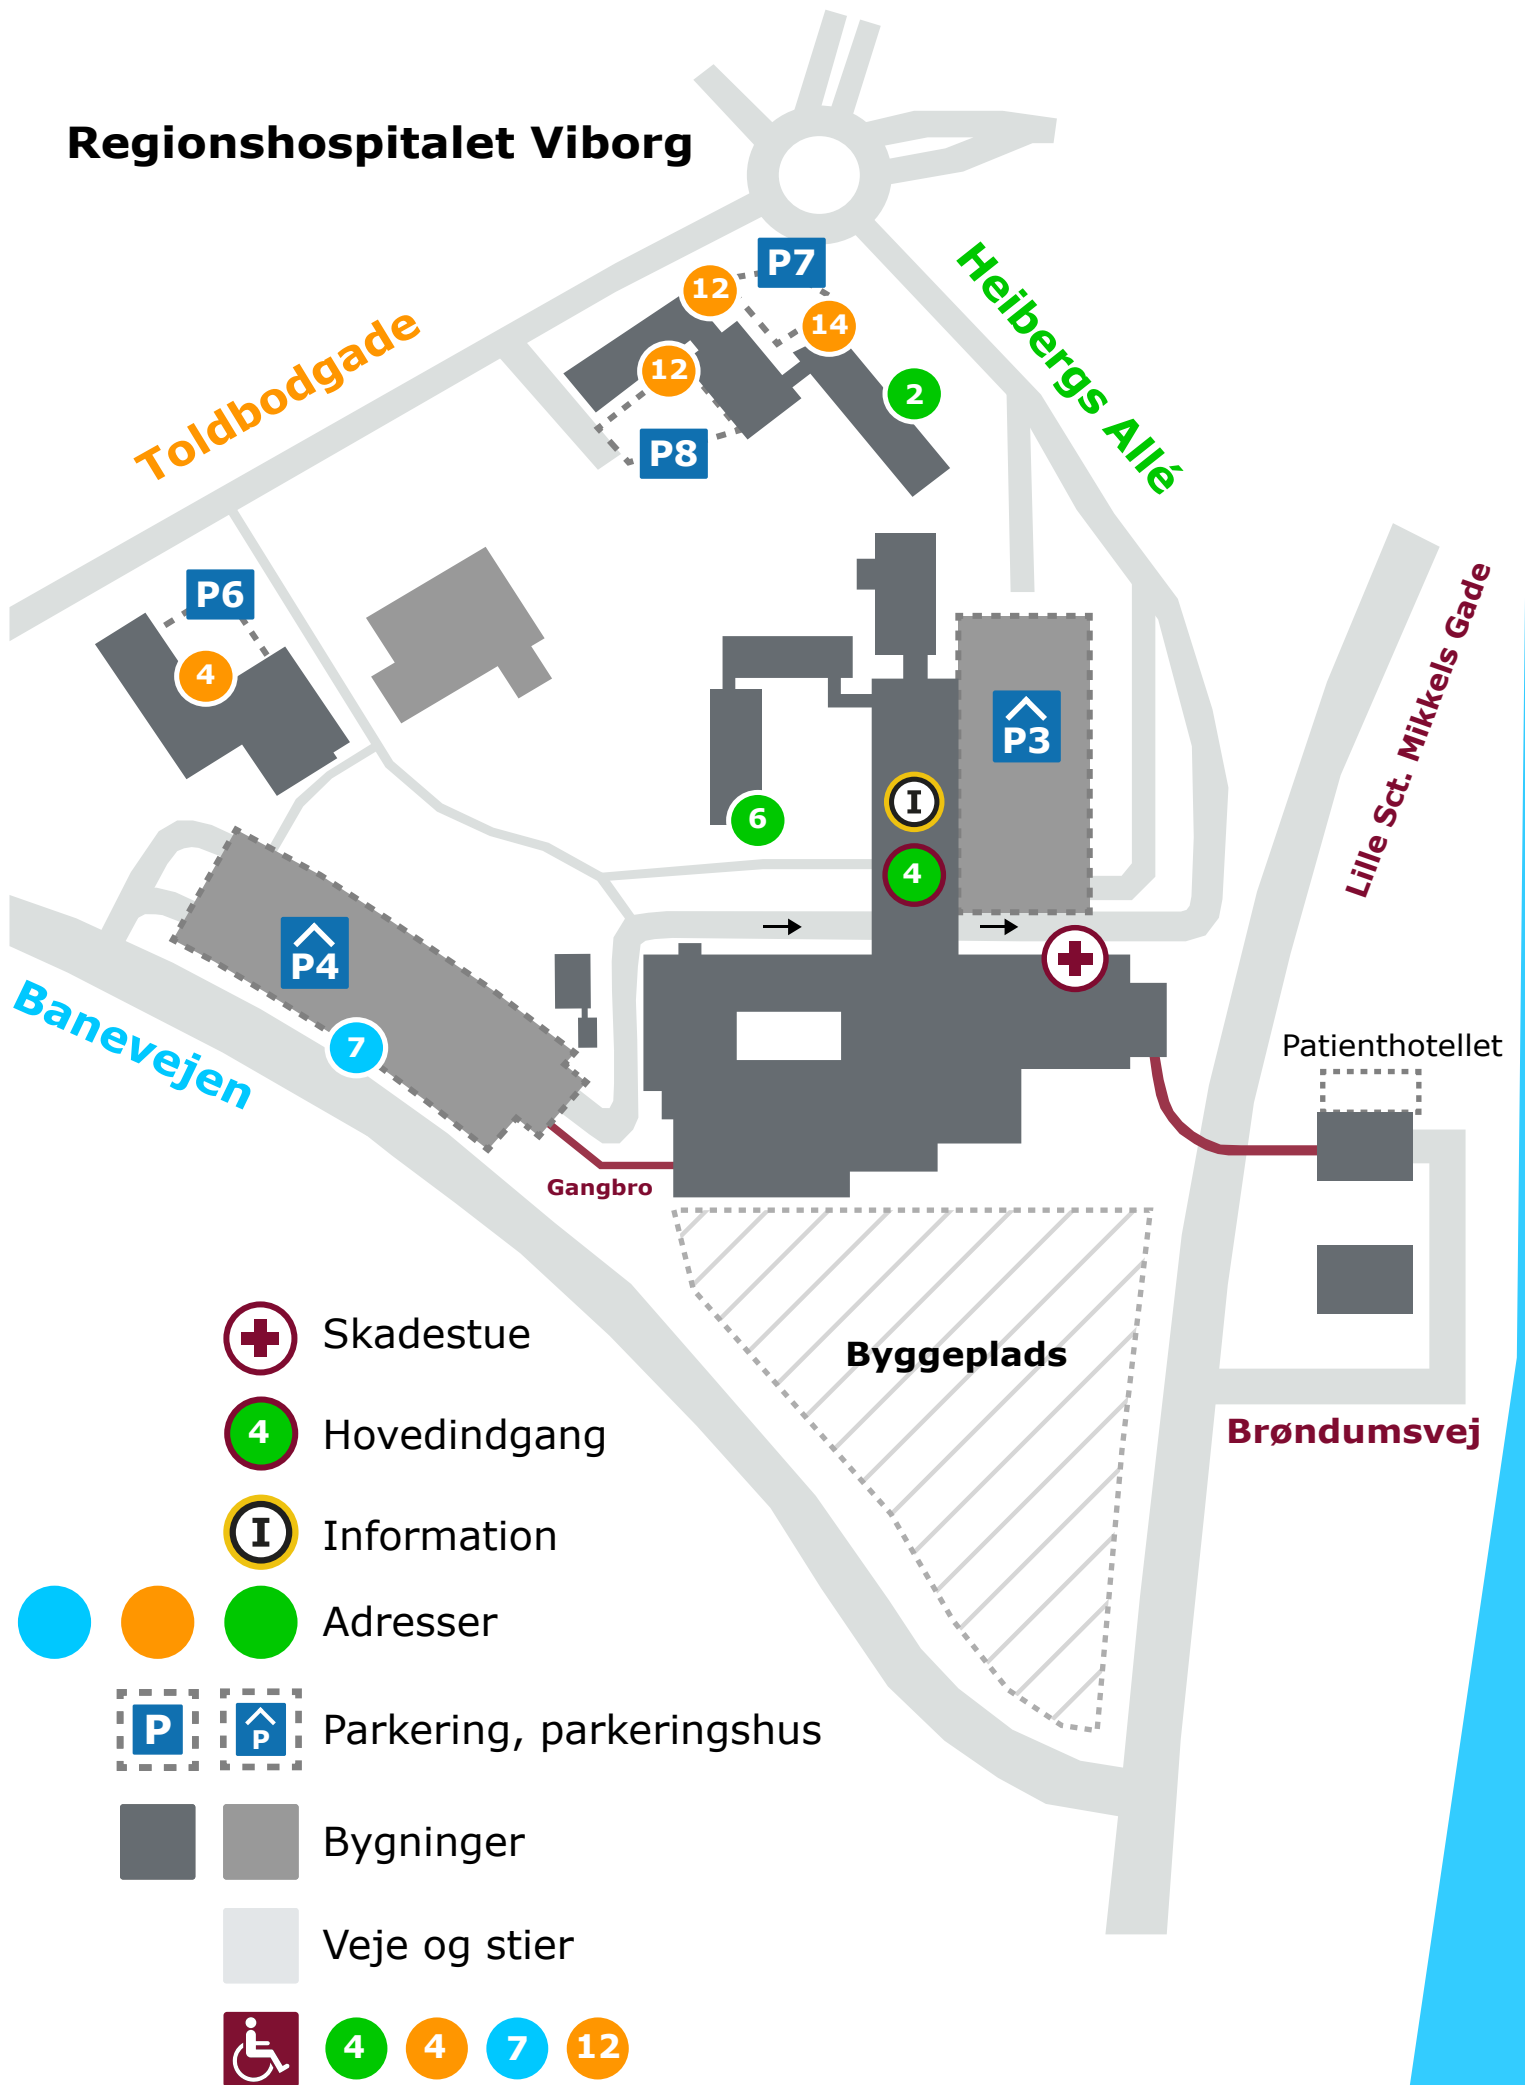 Regionshospitalet Viborg
P7
12
14
Heibergs Allé
Toldbodgade
12
2
P8
P6
4
P3
Lille Sct. Mikkels Gade
I
6
4
P4
Banevejen
7
Patienthotellet
Gangbro
Byggeplads
Brøndumsvej
Skadestue
4 Hovedindgang
I Information
Adresser
P P Parkering, parkeringshus
Bygninger
Veje og stier
4 4 7 12